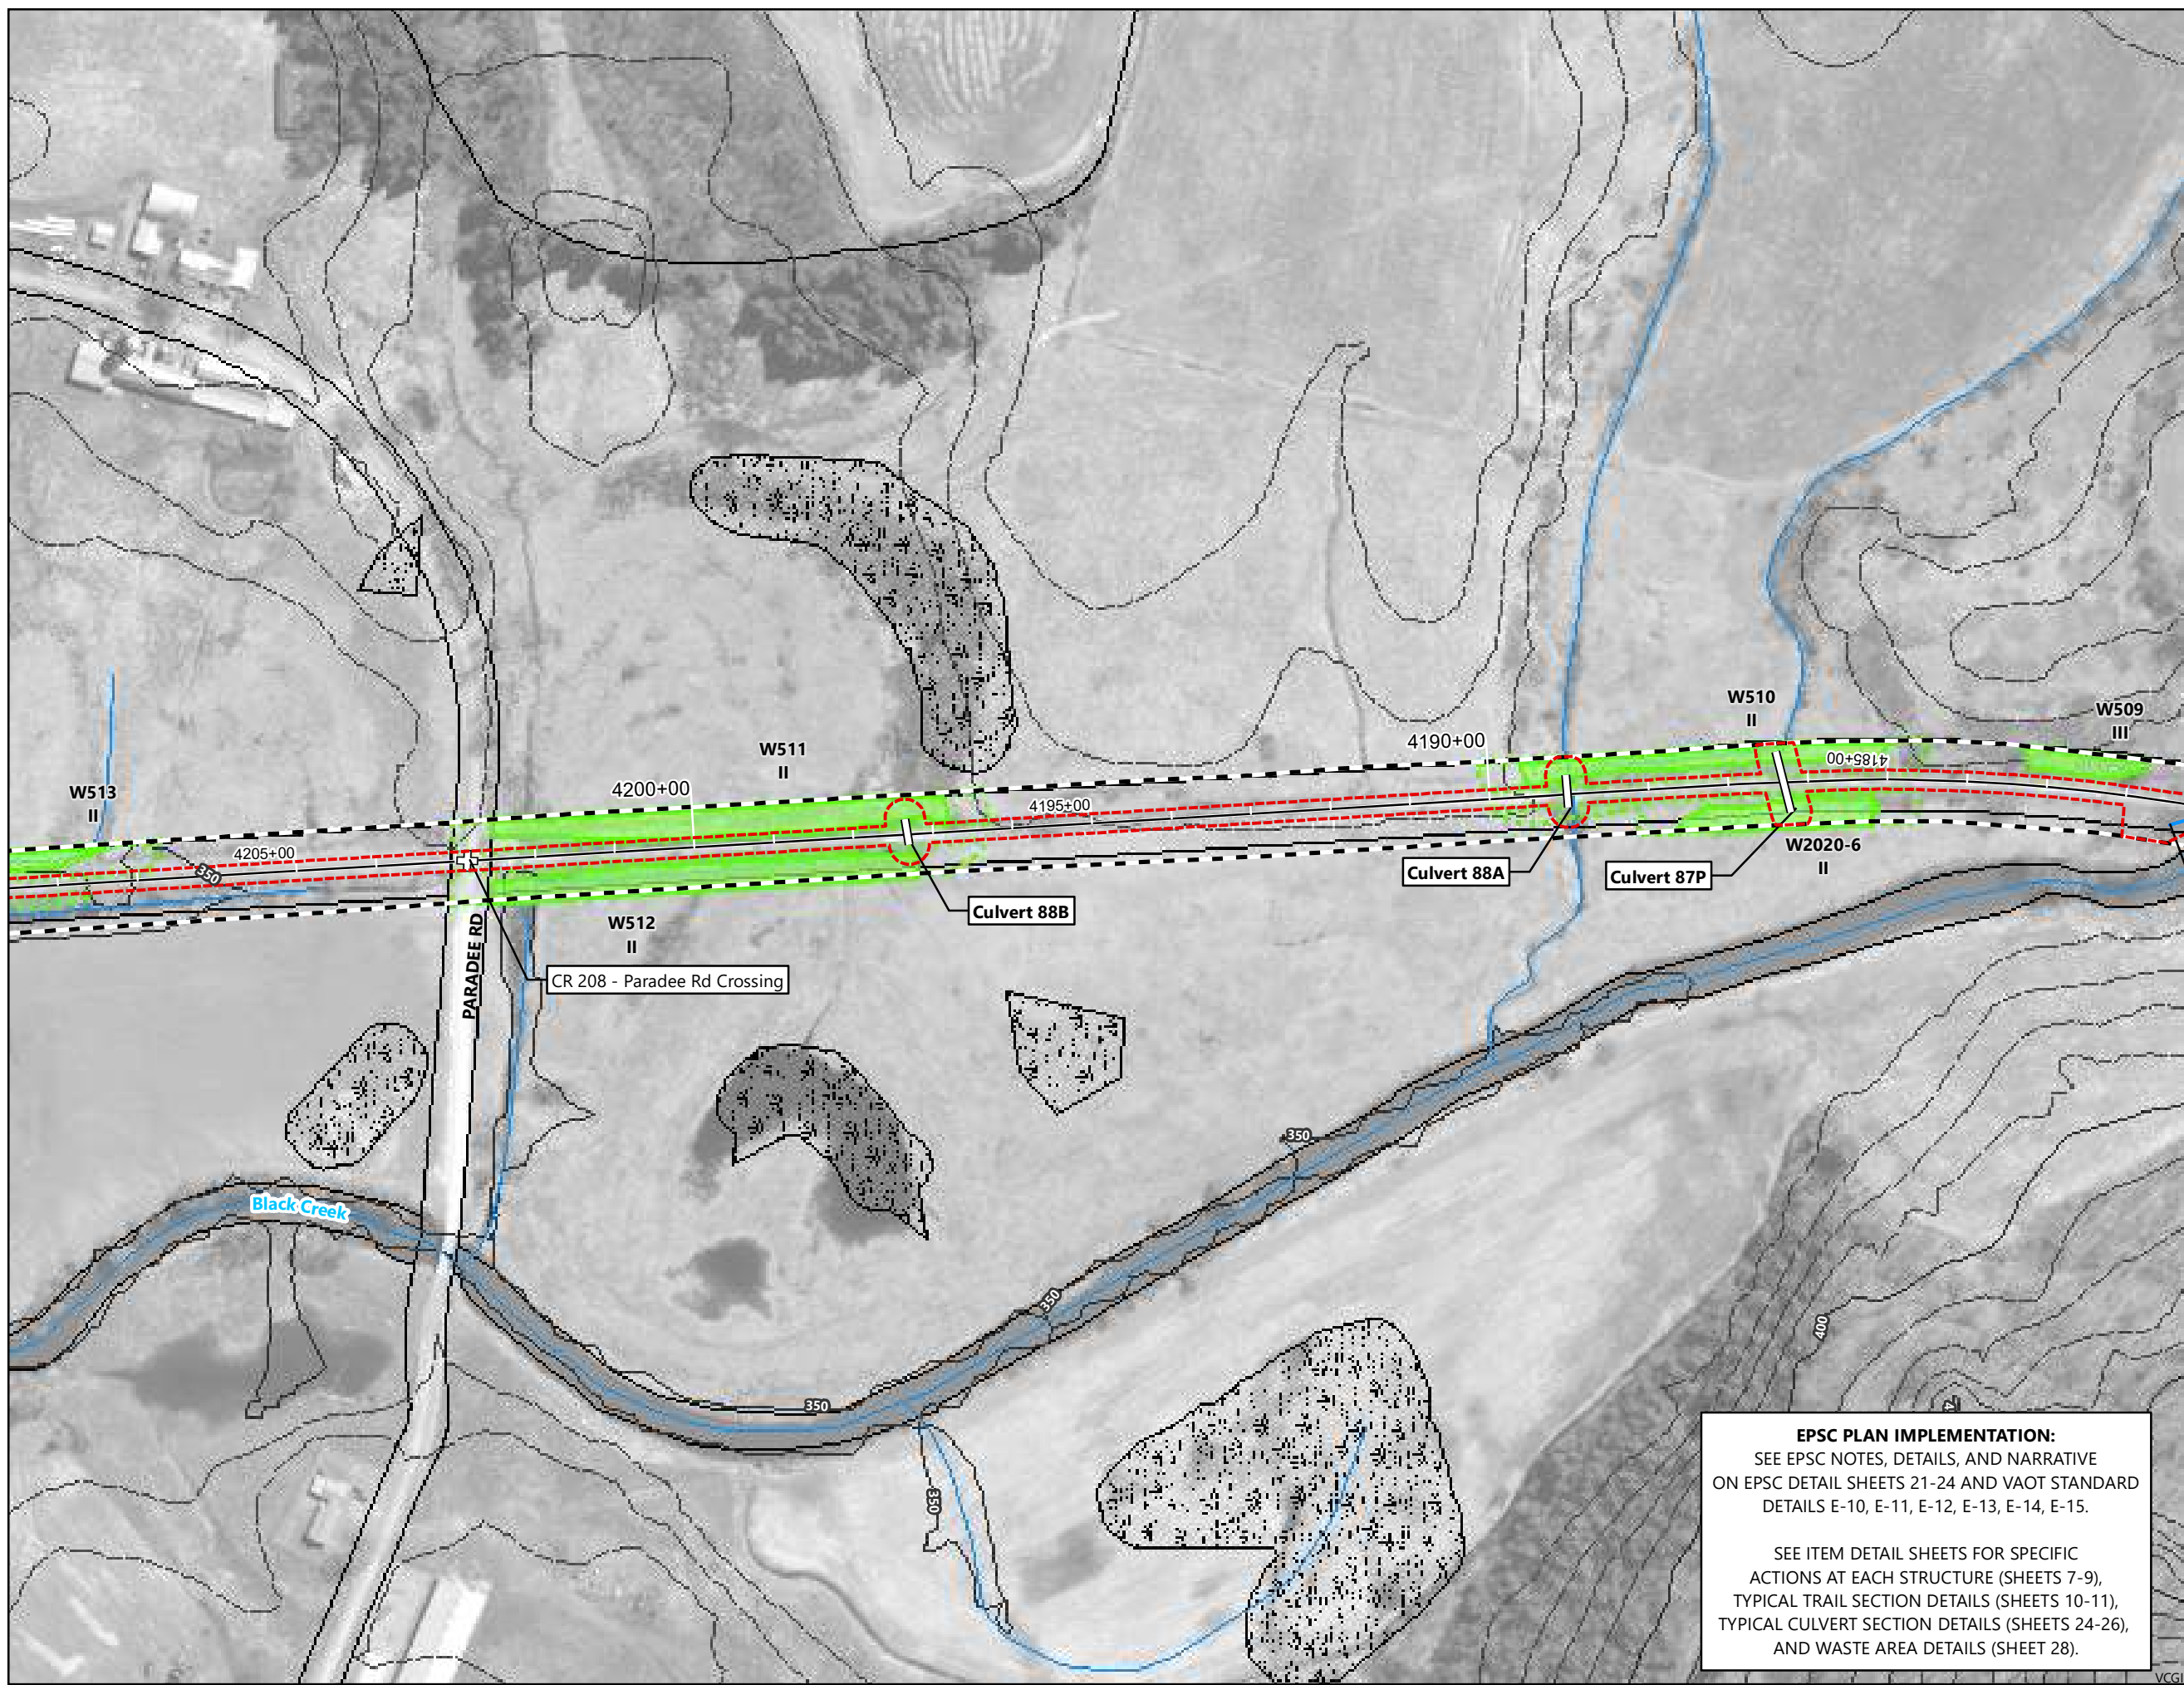 W510
II
W509
III
4190+00
4185+00
W511
II
4200+00
W513
II
4195+00
4205+00
350
W2020-6
II
Culvert 88A
Culvert 87P
Culvert 88B
W512
II
PARADEE RD
CR 208 - Paradee Rd Crossing
350
Black Creek
350
400
350
350
EPSC PLAN IMPLEMENTATION:
SEE EPSC NOTES, DETAILS, AND NARRATIVE
ON EPSC DETAIL SHEETS 21-24 AND VAOT STANDARD
DETAILS E-10, E-11, E-12, E-13, E-14, E-15.
SEE ITEM DETAIL SHEETS FOR SPECIFIC
ACTIONS AT EACH STRUCTURE (SHEETS 7-9),
TYPICAL TRAIL SECTION DETAILS (SHEETS 10-11),
TYPICAL CULVERT SECTION DETAILS (SHEETS 24-26),
AND WASTE AREA DETAILS (SHEET 28).
VCGI